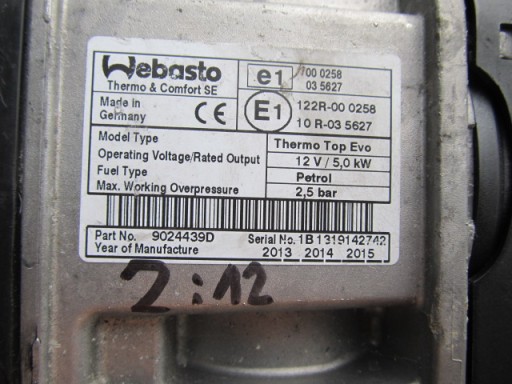 Webasto
Thermo & Comfort SE
Made in
Germany
CE
e1 00 0258
03 5627
E1 122R-00 0258
10 R-03 5627
Model Type Thermo Top Evo
Operating Voltage/Rated Output 12 V / 5,0 kW
Fuel Type Petrol
Max. Working Overpressure 2,5 bar
Part No. 9024439D Serial No. 1B1319142742
Year of Manufacture 2013 2014 2015
2:12